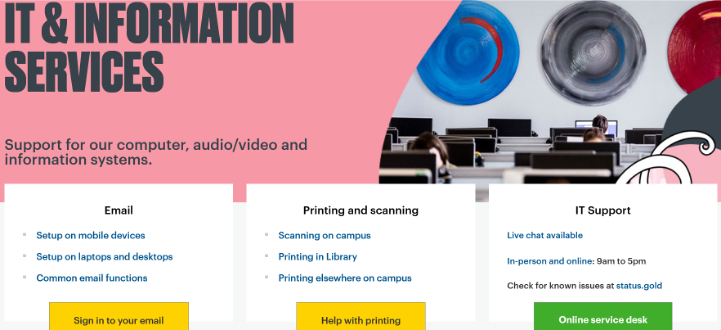 IT & INFORMATION
SERVICES
Support for our computer, audio/video and
information systems.
Email
Setup on mobile devices
Setup on laptops and desktops
Common email functions
Sign in to your email
Printing and scanning
Scanning on campus
Printing in Library
Printing elsewhere on campus
Help with printing
IT Support
Live chat available
In-person and online: 9am to 5pm
Check for known issues at status.gold
Online service desk